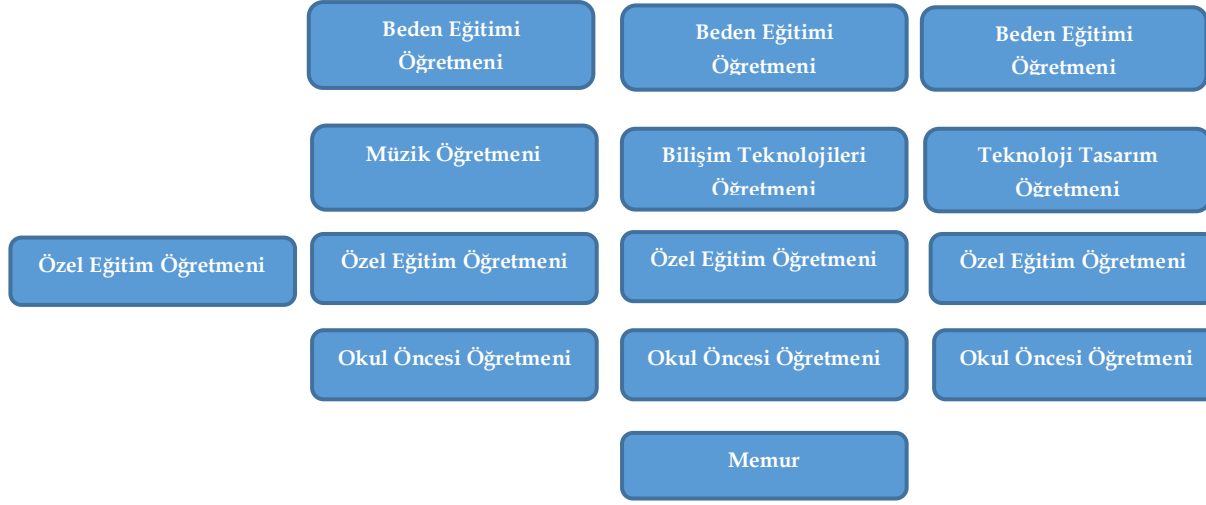 Beden Eğitimi
Öğretmeni
Beden Eğitimi
Öğretmeni
Beden Eğitimi
Öğretmeni
Müzik Öğretmeni
Bilişim Teknolojileri
Öğretmeni
Teknoloji Tasarım
Öğretmeni
Özel Eğitim Öğretmeni
Özel Eğitim Öğretmeni
Özel Eğitim Öğretmeni
Özel Eğitim Öğretmeni
Okul Öncesi Öğretmeni
Okul Öncesi Öğretmeni
Okul Öncesi Öğretmeni
Memur